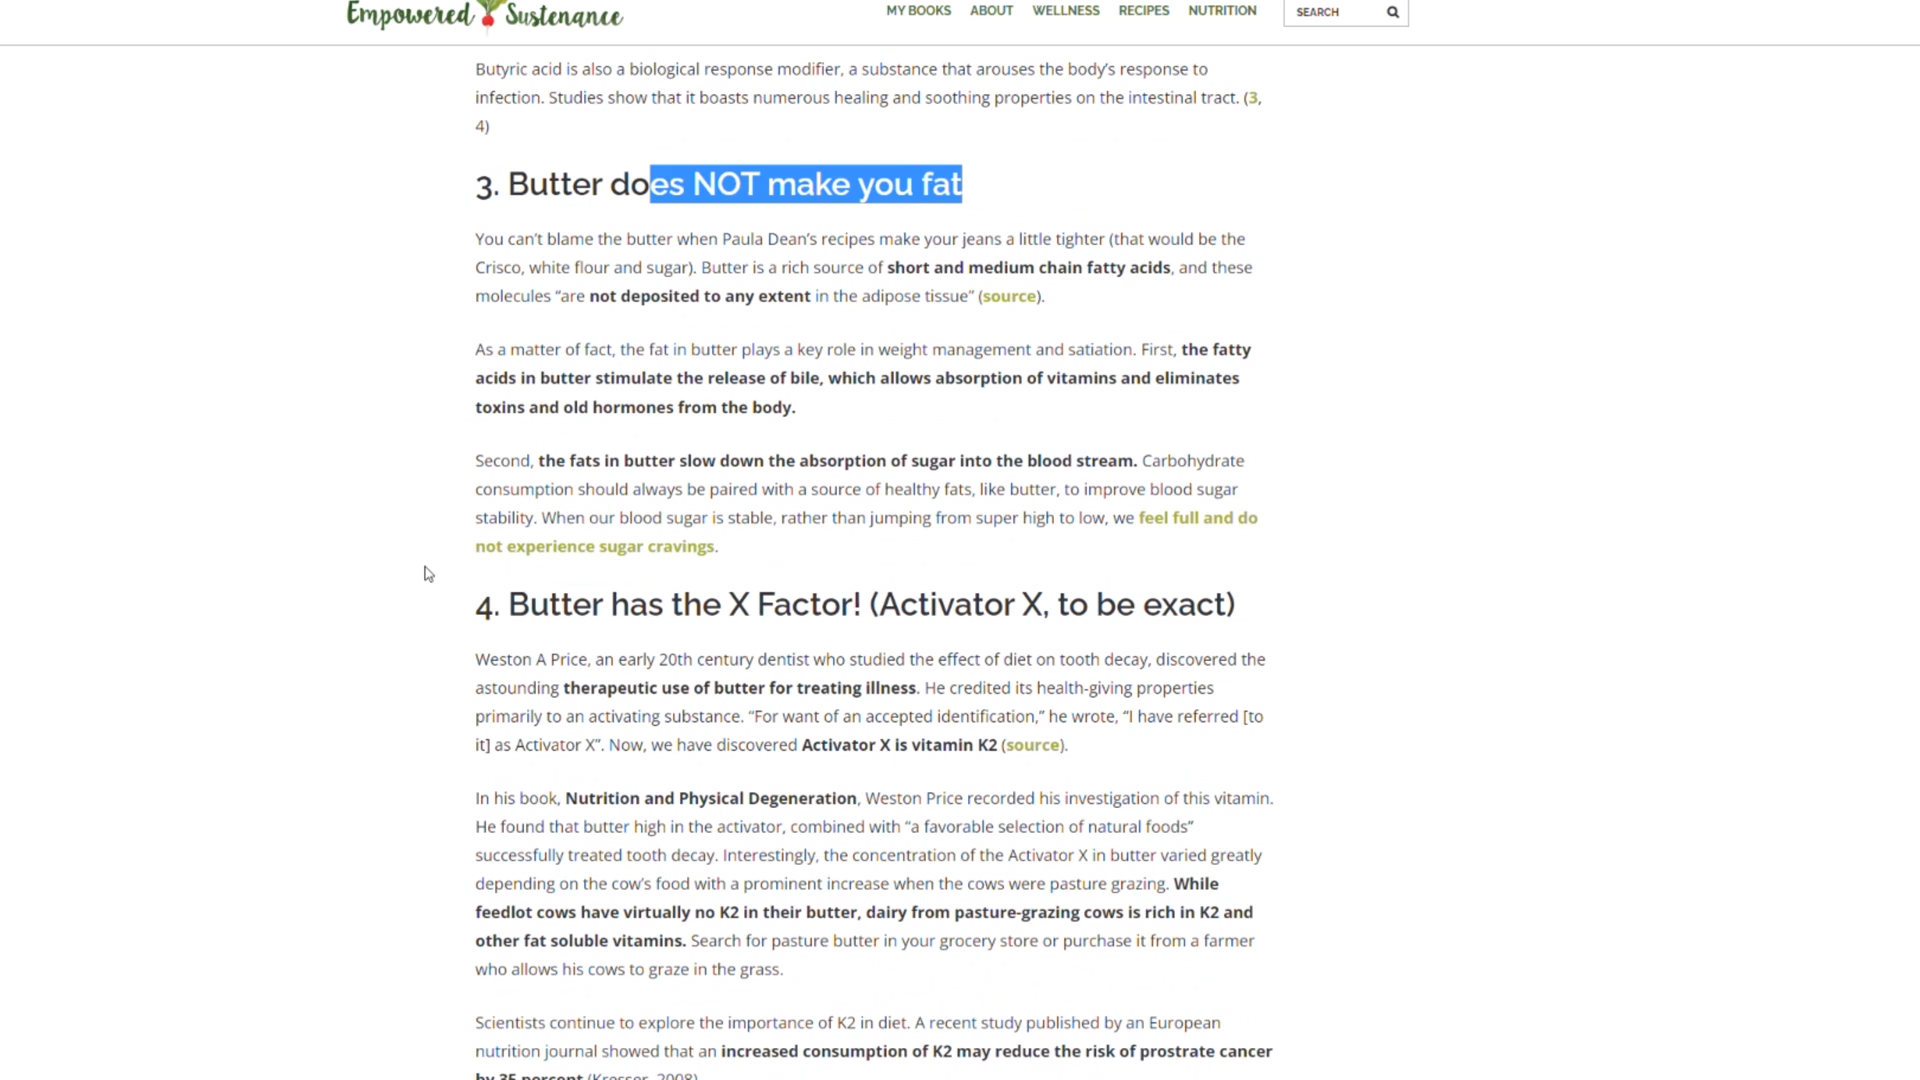 Empowered Sustenance
MY BOOKS ABOUT WELLNESS RECIPES NUTRITION SEARCH
Butyric acid is also a biological response modifier, a substance that arouses the body's response to
infection. Studies show that it boasts numerous healing and soothing properties on the intestinal tract. (3,
4)
3. Butter does NOT make you fat
You can't blame the butter when Paula Dean's recipes make your jeans a little tighter (that would be the
Crisco, white flour and sugar). Butter is a rich source of short and medium chain fatty acids, and these
molecules “are not deposited to any extent in the adipose tissue” (source).
As a matter of fact, the fat in butter plays a key role in weight management and satiation. First, the fatty
acids in butter stimulate the release of bile, which allows absorption of vitamins and eliminates
toxins and old hormones from the body.
Second, the fats in butter slow down the absorption of sugar into the blood stream. Carbohydrate
consumption should always be paired with a source of healthy fats, like butter, to improve blood sugar
stability. When our blood sugar is stable, rather than jumping from super high to low, we feel full and do
not experience sugar cravings.
4. Butter has the X Factor! (Activator X, to be exact)
Weston A Price, an early 20th century dentist who studied the effect of diet on tooth decay, discovered the
astounding therapeutic use of butter for treating illness. He credited its health-giving properties
primarily to an activating substance. “For want of an accepted identification,” he wrote, “I have referred [to
it] as Activator X”. Now, we have discovered Activator X is vitamin K2 (source).
In his book, Nutrition and Physical Degeneration, Weston Price recorded his investigation of this vitamin.
He found that butter high in the activator, combined with “a favorable selection of natural foods”
successfully treated tooth decay. Interestingly, the concentration of the Activator X in butter varied greatly
depending on the cow's food with a prominent increase when the cows were pasture grazing. While
feedlot cows have virtually no K2 in their butter, dairy from pasture-grazing cows is rich in K2 and
other fat soluble vitamins. Search for pasture butter in your grocery store or purchase it from a farmer
who allows his cows to graze in the grass.
Scientists continue to explore the importance of K2 in diet. A recent study published by an European
nutrition journal showed that an increased consumption of K2 may reduce the risk of prostrate cancer
by 35 percent (Kresser, 2008)